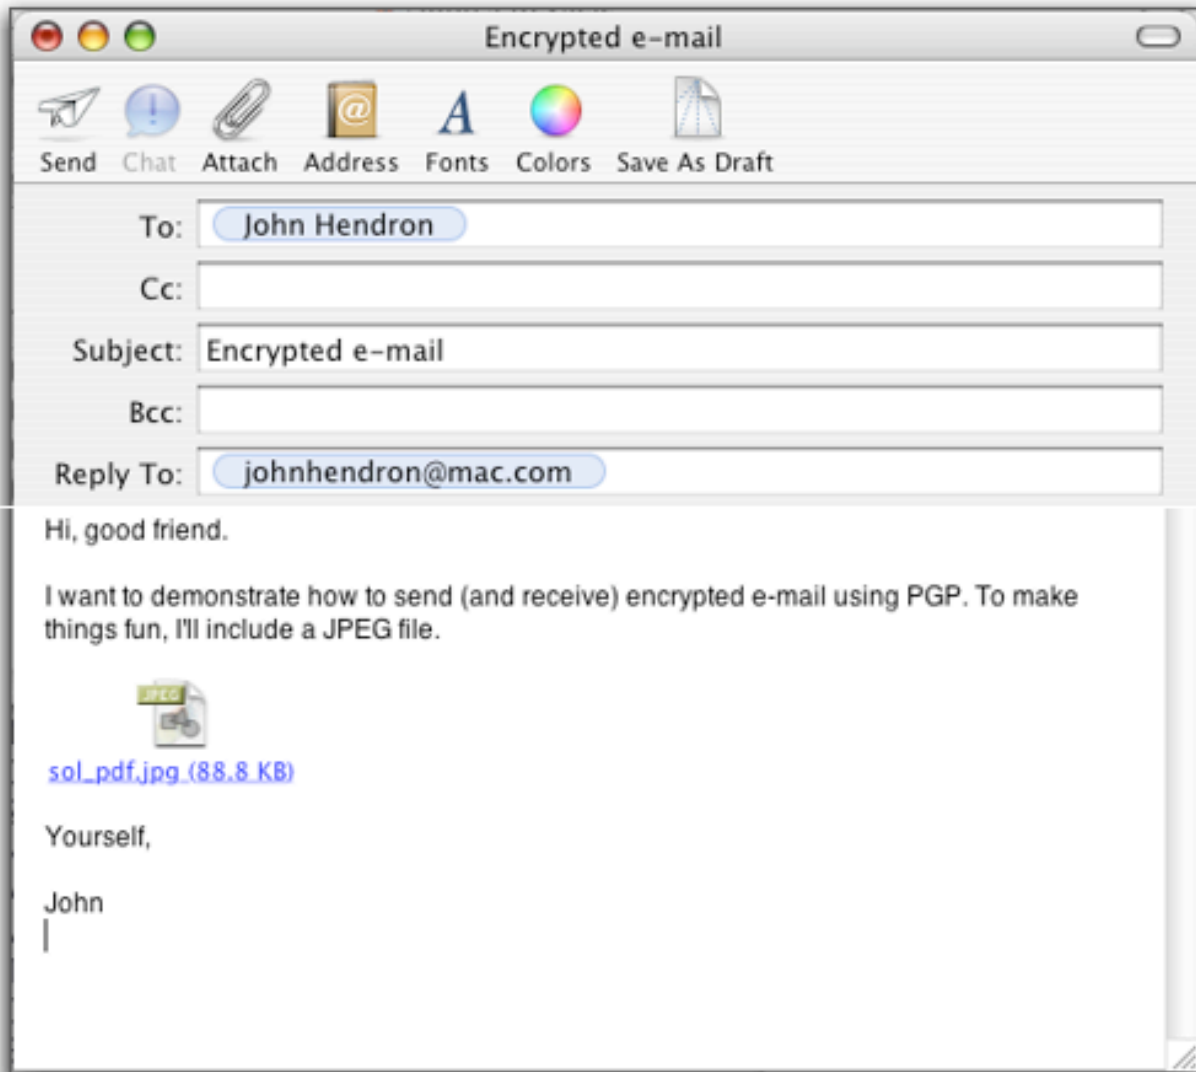 Encrypted e-mail
Send Chat Attach Address Fonts Colors Save As Draft
To: John Hendron
Cc:
Subject: Encrypted e-mail
Bcc:
Reply To: johnhendron@mac.com
Hi, good friend.
I want to demonstrate how to send (and receive) encrypted e-mail using PGP. To make
things fun, I'll include a JPEG file.
JPEG
sol_pdf.jpg (88.8 KB)
Yourself,
John